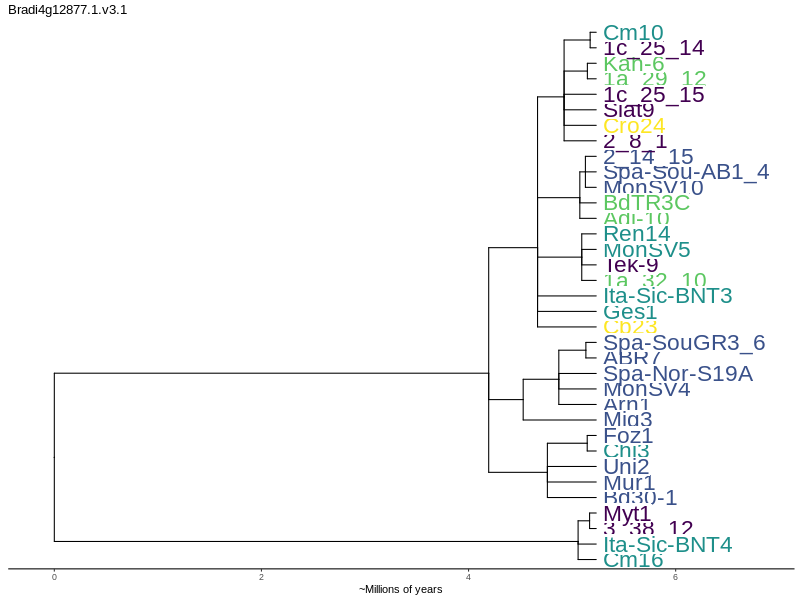 Bradi4g12877.1.v3.1
Cm10
1c_25_14
Kah-6
1a_29_12
1c_25_15
Siat9
Cro24
2_8_1
2_14_15
Spa-Sou-AB1_4
MonSV10
BdTR3C
Adi-10
Ren14
MonSV5
Tek-9
1a_32_10
Ita-Sic-BNT3
Ges1
Cb23
Spa-SouGR3_6
ABR7
Spa-Nor-S19A
MonSV4
Arn1
Mig3
Foz1
Chi3
Uni2
Mur1
Bd30-1
Myt1
3_38_12
Ita-Sic-BNT4
Cm16
0 2 4 6
~Millions of years